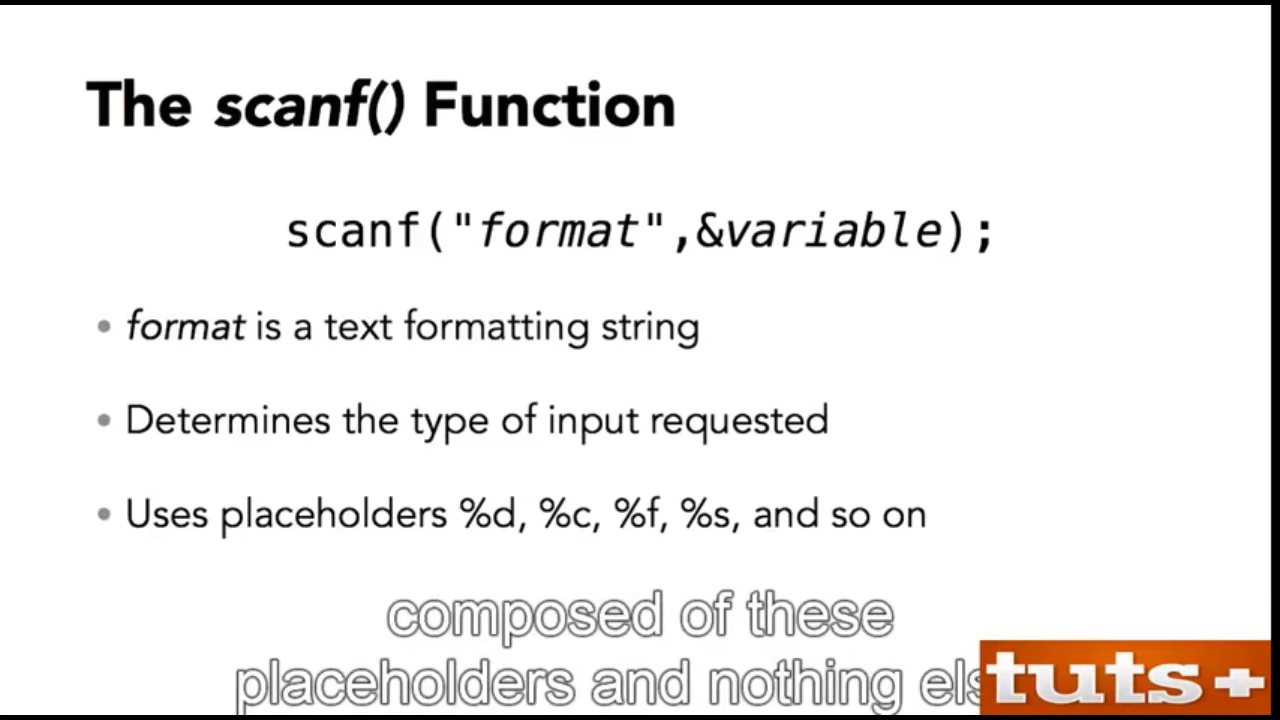 The scanf() Function
scanf("format",&variable);
• format is a text formatting string
• Determines the type of input requested
• Uses placeholders %d, %c, %f, %s, and so on
composed of these
placeholders and nothing
tuts+